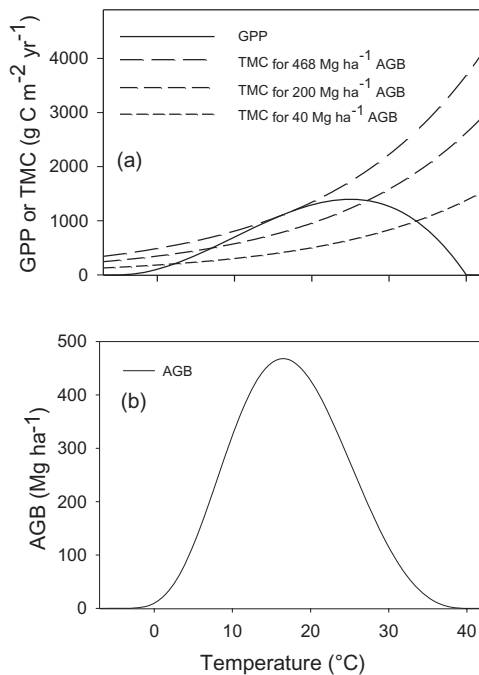 GPP
TMC for 468 Mg ha⁻¹ AGB
TMC for 200 Mg ha⁻¹ AGB
TMC for 40 Mg ha⁻¹ AGB
(a)
GPP or TMC (g C m⁻² yr⁻¹)
4000
3000
2000
1000
0
AGB
(b)
AGB (Mg ha⁻¹)
500
400
300
200
100
0
0 10 20 30 40
Temperature (°C)